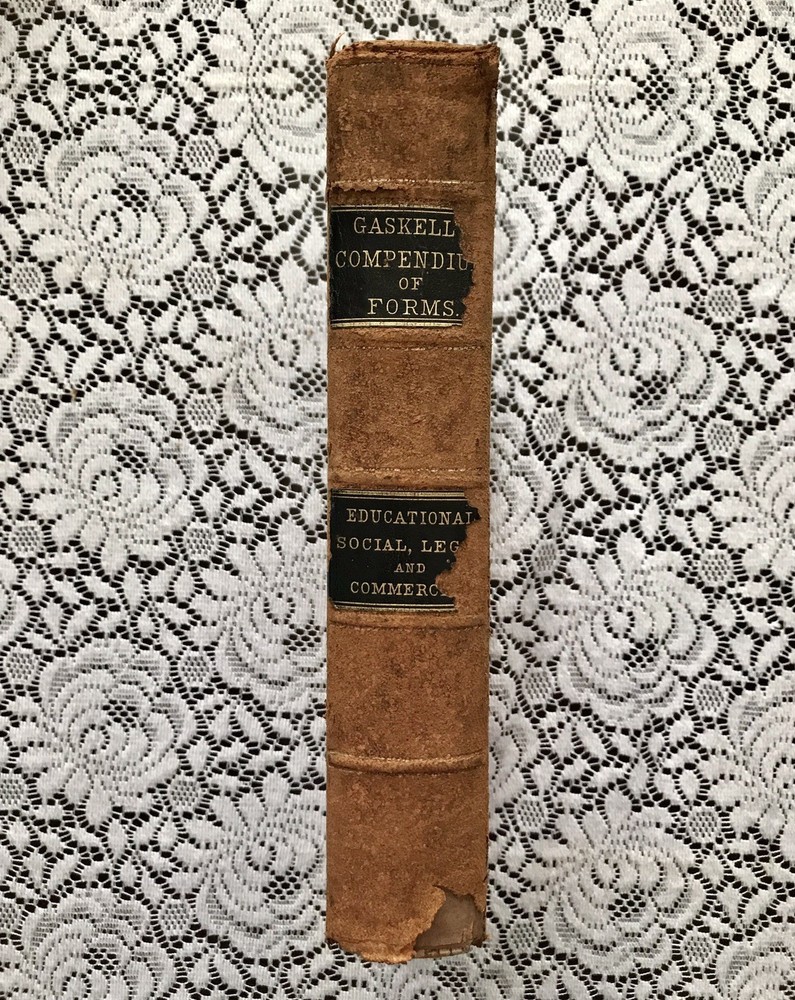 GASKELL
COMPENDIU
OF
FORMS.
EDUCATIONAL
SOCIAL, LEG
AND
COMMERC